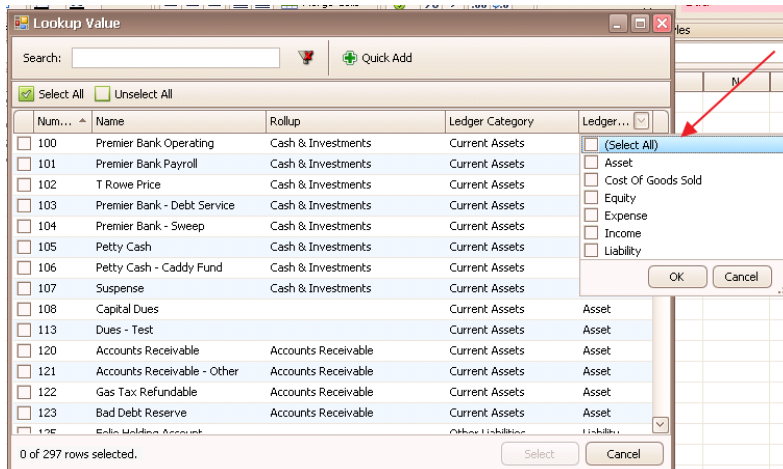 Lookup Value
Search:
Quick Add
Select All Unselect All
Num... Name Rollup Ledger Category Ledger...
N
100 Premier Bank Operating Cash & Investments Current Assets
101 Premier Bank Payroll Cash & Investments Current Assets
102 T Rowe Price Cash & Investments Current Assets
103 Premier Bank - Debt Service Cash & Investments Current Assets
104 Premier Bank - Sweep Cash & Investments Current Assets
105 Petty Cash Cash & Investments Current Assets
106 Petty Cash - Caddy Fund Cash & Investments Current Assets
107 Suspense Cash & Investments Current Assets
(Select All)
Asset
Cost Of Goods Sold
Equity
Expense
Income
Liability
OK Cancel
108 Capital Dues Current Assets Asset
113 Dues - Test Current Assets Asset
120 Accounts Receivable Accounts Receivable Current Assets Asset
121 Accounts Receivable - Other Accounts Receivable Current Assets Asset
122 Gas Tax Refundable Accounts Receivable Current Assets Asset
123 Bad Debt Reserve Accounts Receivable Current Assets Asset
Holding Account Other Liabilities Liability
0 of 297 rows selected.
Select Cancel